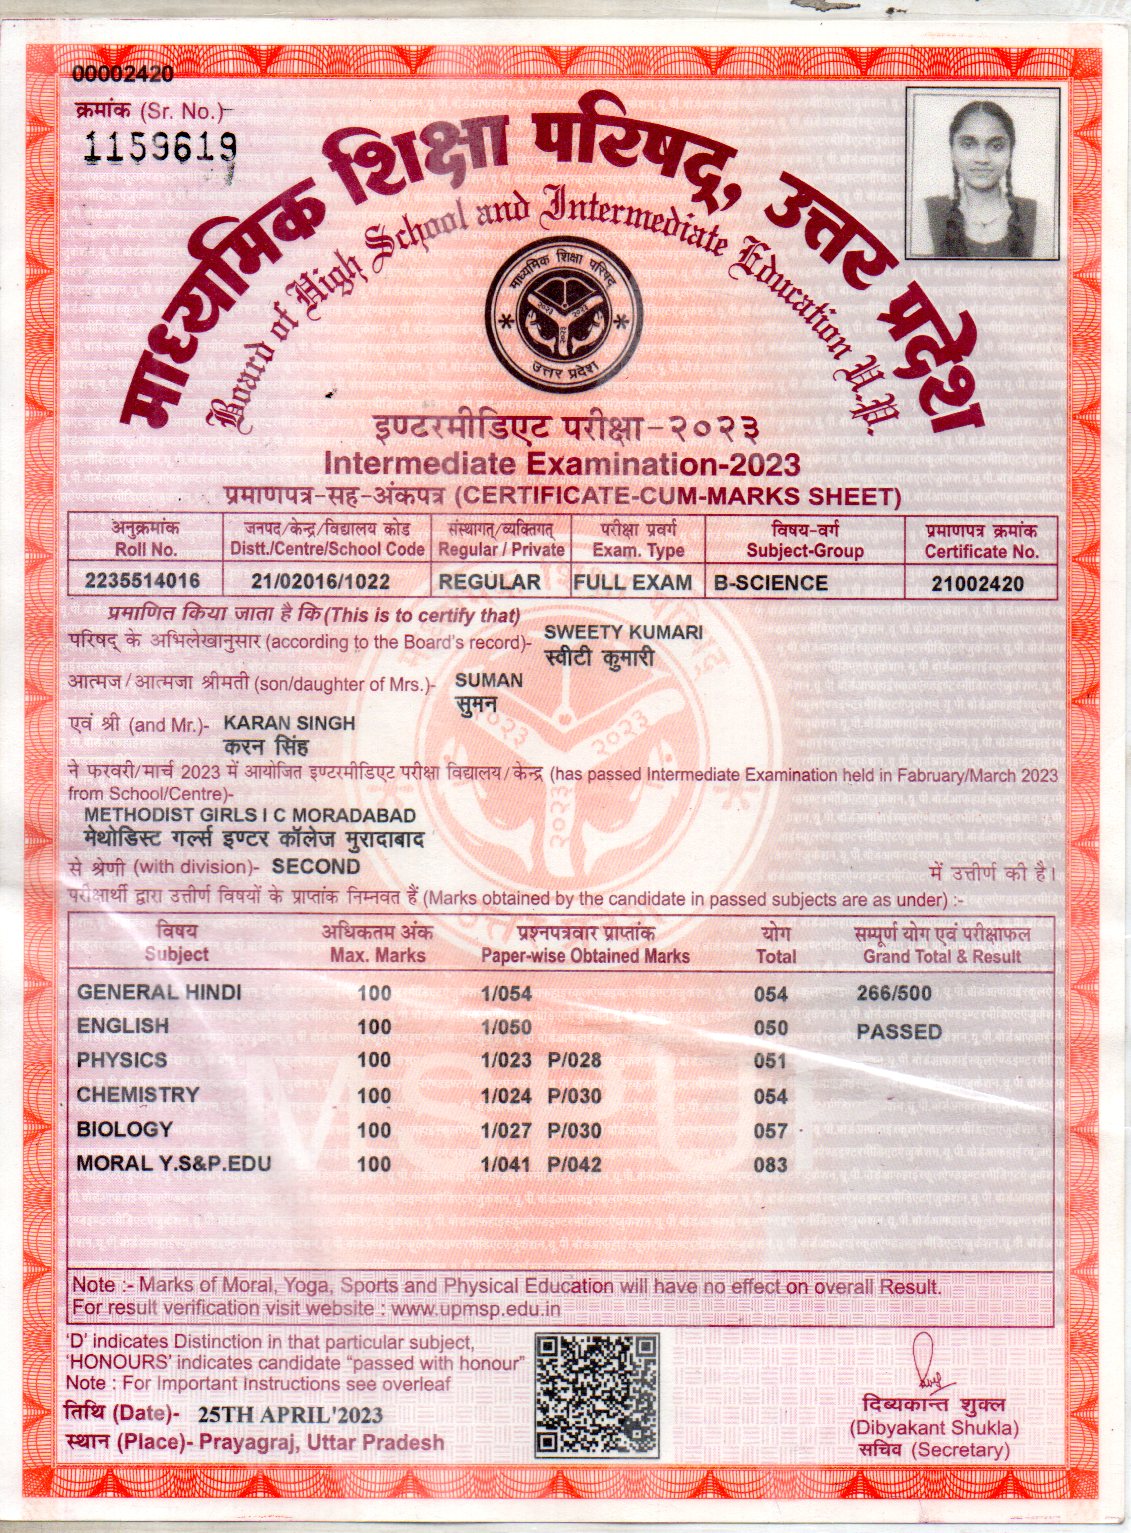 00002420
क्रमांक (Sr. No.)-
1159619
माध्यमिक शिक्षा परिषद्, उत्तर प्रदेश
Board of High School and Intermediate Education U.P.
माध्यमिक शिक्षा परिषद
२०२३ २०२३
२०२३
उत्तर प्रदेश
इण्टरमीडिएट परीक्षा-२०२३
Intermediate Examination-2023
प्रमाणपत्र-सह-अंकपत्र (CERTIFICATE-CUM-MARKS SHEET)
अनुक्रमांक जनपद/केन्द्र/विद्यालय कोड संस्थागत्/व्यक्तिगत् परीक्षा प्रवर्ग विषय-वर्ग प्रमाणपत्र क्रमांक
Roll No. Distt./Centre/School Code Regular / Private Exam. Type Subject-Group Certificate No.
2235514016 21/02016/1022 REGULAR FULL EXAM B-SCIENCE 21002420
प्रमाणित किया जाता है कि (This is to certify that)
परिषद् के अभिलेखानुसार (according to the Board's record)- SWEETY KUMARI
स्वीटी कुमारी
आत्मज/आत्मजा श्रीमती (son/daughter of Mrs.)- SUMAN
सुमन
एवं श्री (and Mr.)- KARAN SINGH
करन सिंह
ने फरवरी/मार्च 2023 में आयोजित इण्टरमीडिएट परीक्षा विद्यालय/केन्द्र (has passed Intermediate Examination held in Fabruary/March 2023
from School/Centre)-
METHODIST GIRLS I C MORADABAD
मेथोडिस्ट गर्ल्स इण्टर कॉलेज मुरादाबाद
से श्रेणी (with division)- SECOND में उत्तीर्ण की है।
परीक्षार्थी द्वारा उत्तीर्ण विषयों के प्राप्तांक निम्नवत हैं (Marks obtained by the candidate in passed subjects are as under) :-
विषय अधिकतम अंक प्रश्नपत्रवार प्राप्तांक योग सम्पूर्ण योग एवं परीक्षाफल
Subject Max. Marks Paper-wise Obtained Marks Total Grand Total & Result
GENERAL HINDI 100 1/054 054 266/500
ENGLISH 100 1/050 050 PASSED
PHYSICS 100 1/023 P/028 051
CHEMISTRY 100 1/024 P/030 054
BIOLOGY 100 1/027 P/030 057
MORAL Y.S&P.EDU 100 1/041 P/042 083
Note :- Marks of Moral, Yoga, Sports and Physical Education will have no effect on overall Result.
For result verification visit website : www.upmsp.edu.in
'D' indicates Distinction in that particular subject,
'HONOURS' indicates candidate "passed with honour"
Note : For Important Instructions see overleaf
तिथि (Date)- 25TH APRIL'2023
स्थान (Place)- Prayagraj, Uttar Pradesh
दिब्यकान्त शुक्ल
(Dibyakant Shukla)
सचिव (Secretary)